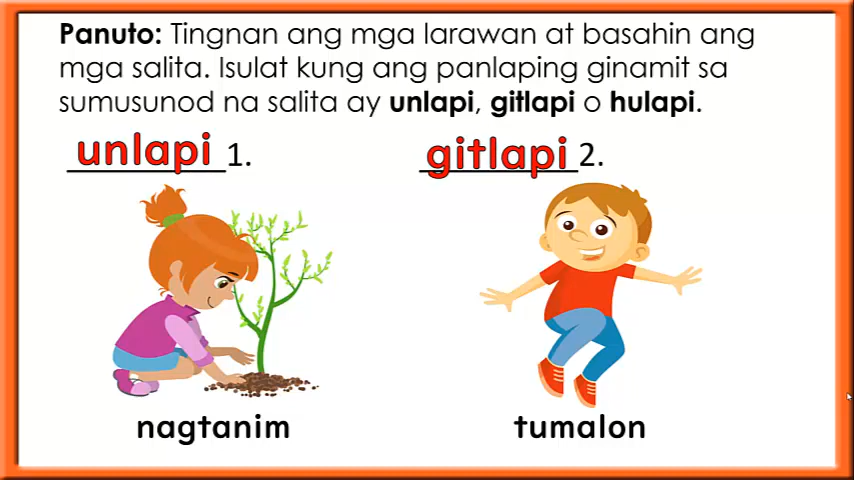 Panuto: Tingnan ang mga larawan at basahin ang
mga salita. Isulat kung ang panlaping ginamit sa
sumusunod na salita ay unlapi, gitlapi o hulapi.
unlapi 1.
gitlapi 2.
nagtanim
tumalon